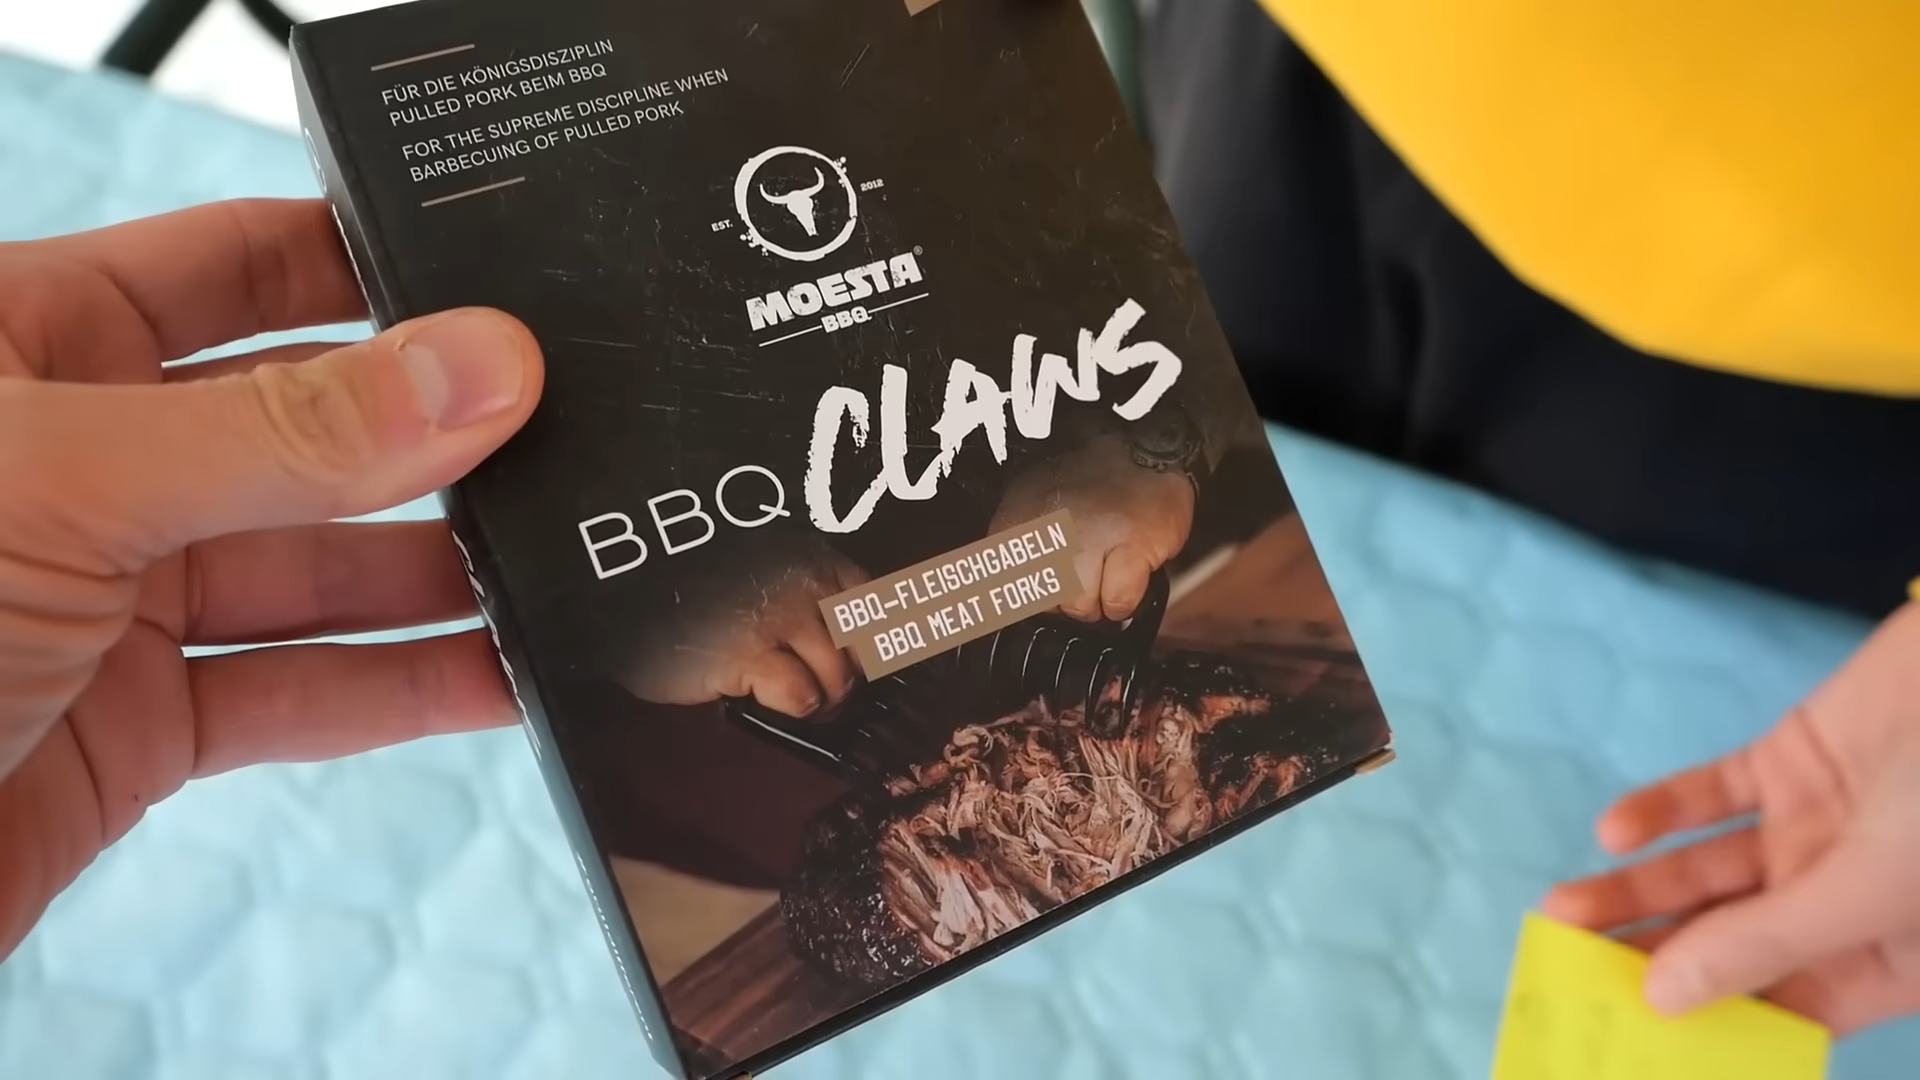 FÜR DIE KÖNIGSDISZIPLIN
PULLED PORK BEIM BBQ
FOR THE SUPREME DISCIPLINE WHEN
BARBECUING OF PULLED PORK
EST. 2012
MOESTA®
BBQ
BBQ CLAWS
BBQ-FLEISCHGABELN
BBQ MEAT FORKS